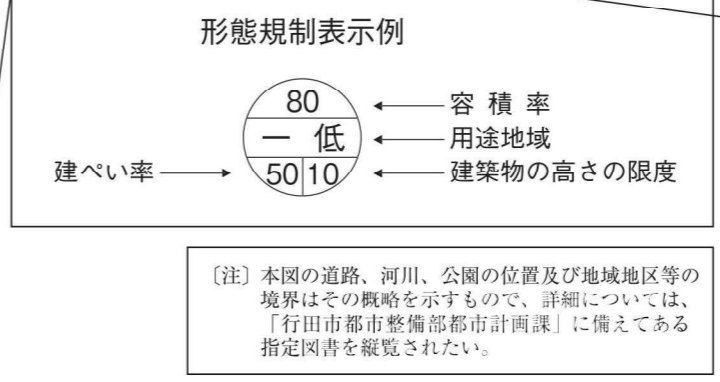 形態規制表示例
80 容積率
一低 用途地域
建ぺい率 50 10 建築物の高さの限度
〔注〕本図の道路、河川、公園の位置及び地域地区等の
境界はその概略を示すもので、詳細については、
「行田市都市整備部都市計画課」に備えてある
指定図書を縦覧されたい。